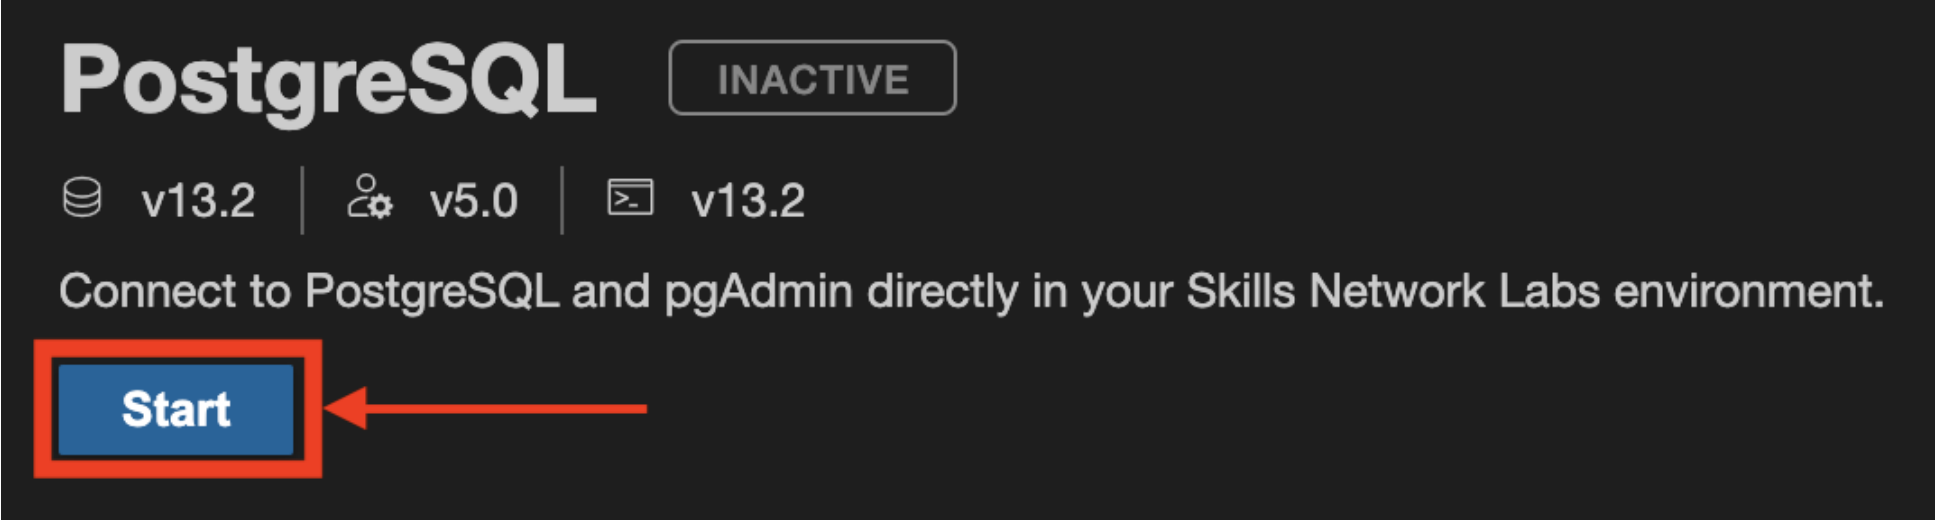 PostgreSQL INACTIVE
v13.2 v5.0 >_ v13.2
Connect to PostgreSQL and pgAdmin directly in your Skills Network Labs environment.
Start